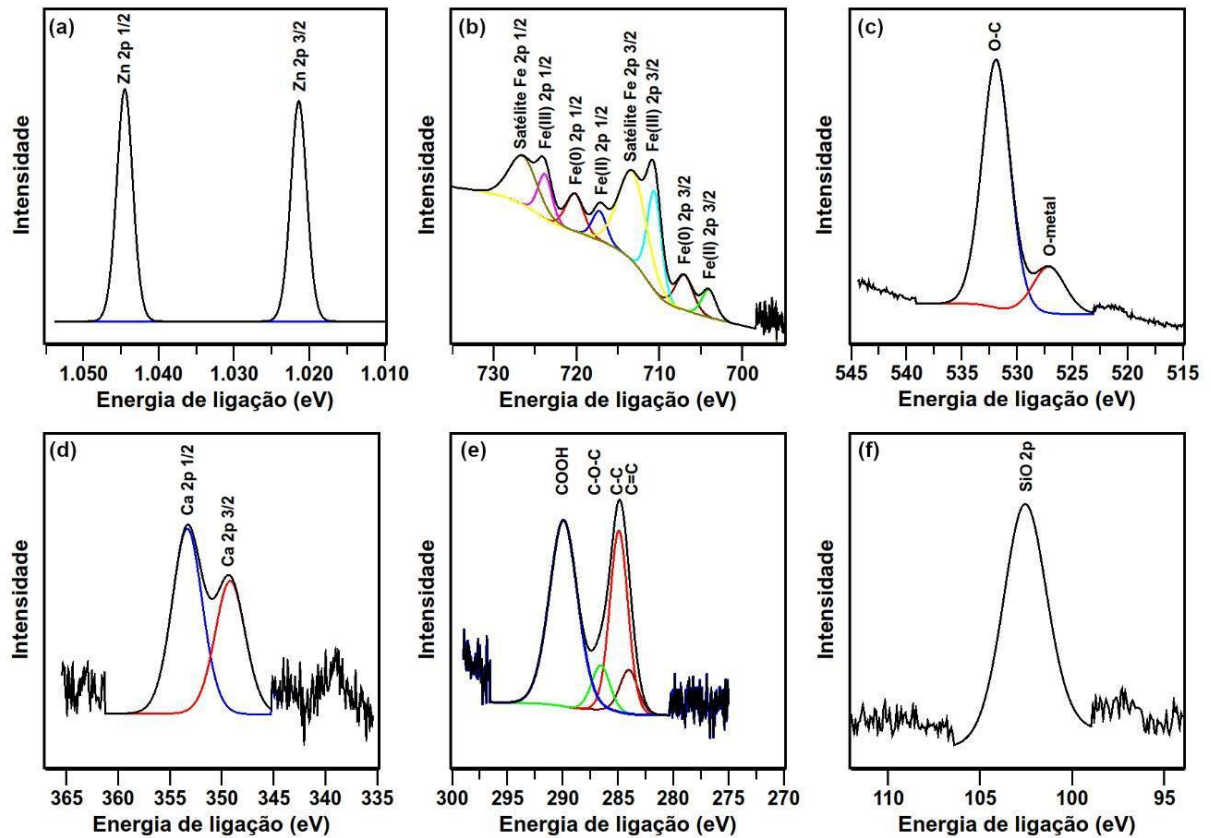 (a)
Zn 2p 1/2
Zn 2p 3/2
Intensidade
1.050 1.040 1.030 1.020 1.010
Energia de ligação (eV)
(b)
Satélite Fe 2p 1/2
Fe(III) 2p 1/2
Fe(0) 2p 1/2
Fe(II) 2p 1/2
Satélite Fe 2p 3/2
Fe(III) 2p 3/2
Fe(0) 2p 3/2
Fe(II) 2p 3/2
Intensidade
730 720 710 700
Energia de ligação (eV)
(c)
O-C
O-metal
Intensidade
545 540 535 530 525 520 515
Energia de ligação (eV)
(d)
Ca 2p 1/2
Ca 2p 3/2
Intensidade
365 360 355 350 345 340 335
Energia de ligação (eV)
(e)
COOH
C-O-C
C-C
C=C
Intensidade
300 295 290 285 280 275 270
Energia de ligação (eV)
(f)
SiO 2p
Intensidade
110 105 100 95
Energia de ligação (eV)